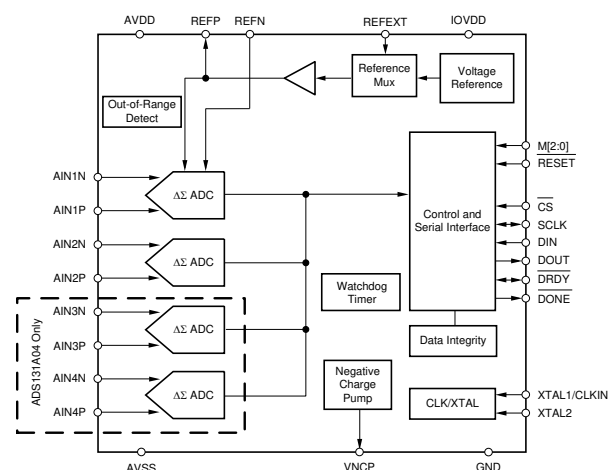 AVDD
REFP
REFN
REFEXT
IOVDD
Reference
Mux
Voltage
Reference
Out-of-Range
Detect
M[2:0]
RESET
AIN1N
ΔΣ ADC
AIN1P
Control and
Serial Interface
CS
SCLK
DIN
DOUT
DRDY
DONE
AIN2N
ΔΣ ADC
AIN2P
Watchdog
Timer
ADS131A04 Only
AIN3N
ΔΣ ADC
AIN3P
Data Integrity
AIN4N
ΔΣ ADC
AIN4P
Negative
Charge
Pump
CLK/XTAL
XTAL1/CLKIN
XTAL2
AVSS
VNCP
GND